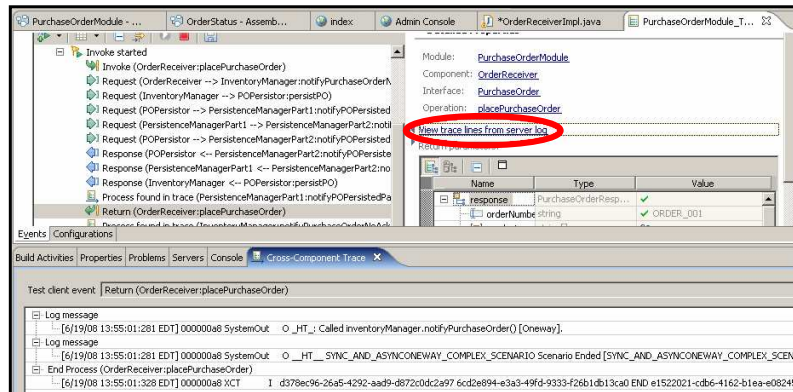 PurchaseOrderModule - ...
OrderStatus - Assemb...
index
Admin Console
*OrderReceiverImpl.java
PurchaseOrderModule_T...
Invoke started
Invoke (OrderReceiver:placePurchaseOrder)
Request (OrderReceiver --> InventoryManager:notifyPurchaseOrderN
Request (InventoryManager --> POPersistor:persistPO)
Request (POPersistor --> PersistenceManagerPart1:notifyPOPersisted
Request (PersistenceManagerPart1 --> PersistenceManagerPart2:noti
Request (POPersistor --> PersistenceManagerPart2:notifyPOPersisted
Response (POPersistor <-- PersistenceManagerPart2:notifyPOPersiste
Response (PersistenceManagerPart1 <-- PersistenceManagerPart2:no
Response (InventoryManager <-- POPersistor:persistPO)
Process found in trace (PersistenceManagerPart1:notifyPOPersistedPa
Return (OrderReceiver:placePurchaseOrder)
Events Configurations
Module: PurchaseOrderModule
Component: OrderReceiver
Interface: PurchaseOrder
Operation: placePurchaseOrder
View trace lines from server log
Name Type Value
response PurchaseOrderResp...
orderNumbe string ORDER_001
Build Activities Properties Problems Servers Console Cross-Component Trace
Test client event Return (OrderReceiver:placePurchaseOrder)
Log message
[6/19/08 13:55:01:281 EDT] 000000a8 SystemOut O _HT_: Called inventoryManager.notifyPurchaseOrder() [Oneway].
Log message
[6/19/08 13:55:01:281 EDT] 000000a8 SystemOut O __HT__ SYNC_AND_ASYNCONEWAY_COMPLEX_SCENARIO Scenario Ended [SYNC_AND_ASYNCONEWAY_COMPLEX_SCEN
End Process (OrderReceiver:placePurchaseOrder)
[6/19/08 13:55:01:328 EDT] 000000a8 XCT I d378ec96-26a5-4292-aad9-d872c0dc2a97 6cd2e894-e3a3-49fd-9333-f26b1db13ca0 END e1522021-cdb6-4162-b1ea-e0824